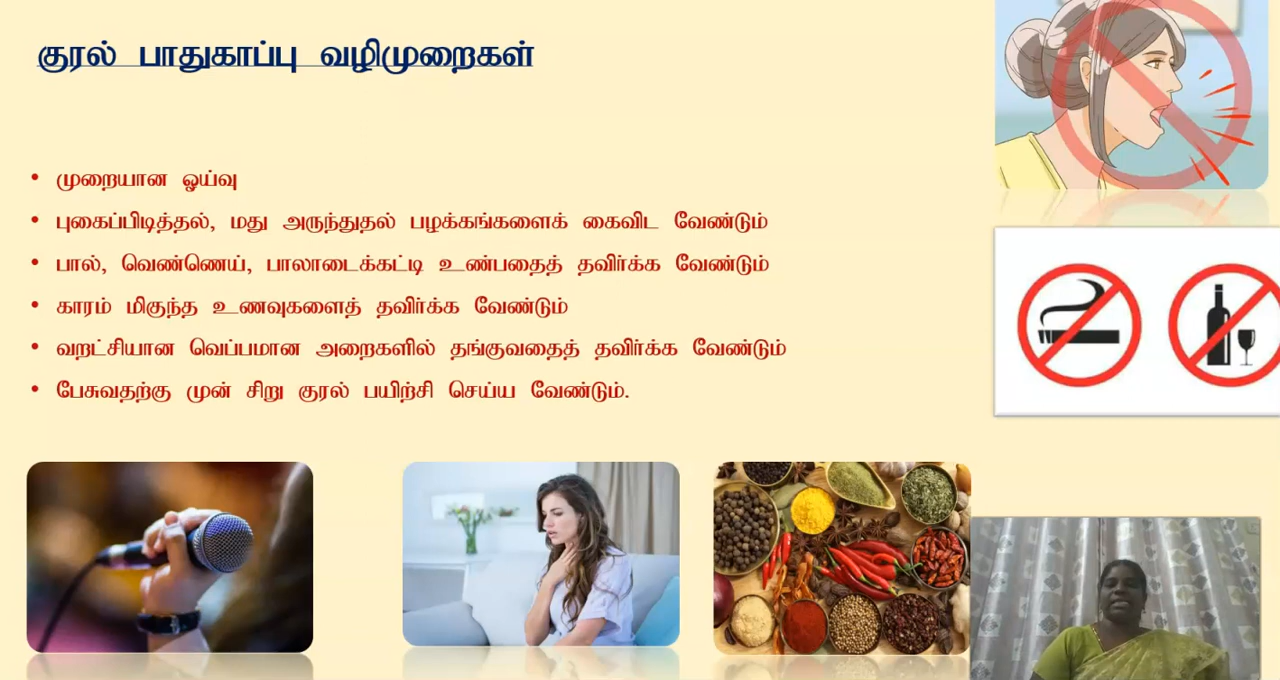 குரல் பாதுகாப்பு வழிமுறைகள்
• முறையான ஓய்வு
• புகைப்பிடித்தல், மது அருந்துதல் பழக்கங்களைக் கைவிட வேண்டும்
• பால், வெண்ணெய், பாலாடைக்கட்டி உண்பதைத் தவிர்க்க வேண்டும்
• காரம் மிகுந்த உணவுகளைத் தவிர்க்க வேண்டும்
• வறட்சியான வெப்பமான அறைகளில் தங்குவதைத் தவிர்க்க வேண்டும்
• பேசுவதற்கு முன் சிறு குரல் பயிற்சி செய்ய வேண்டும்.